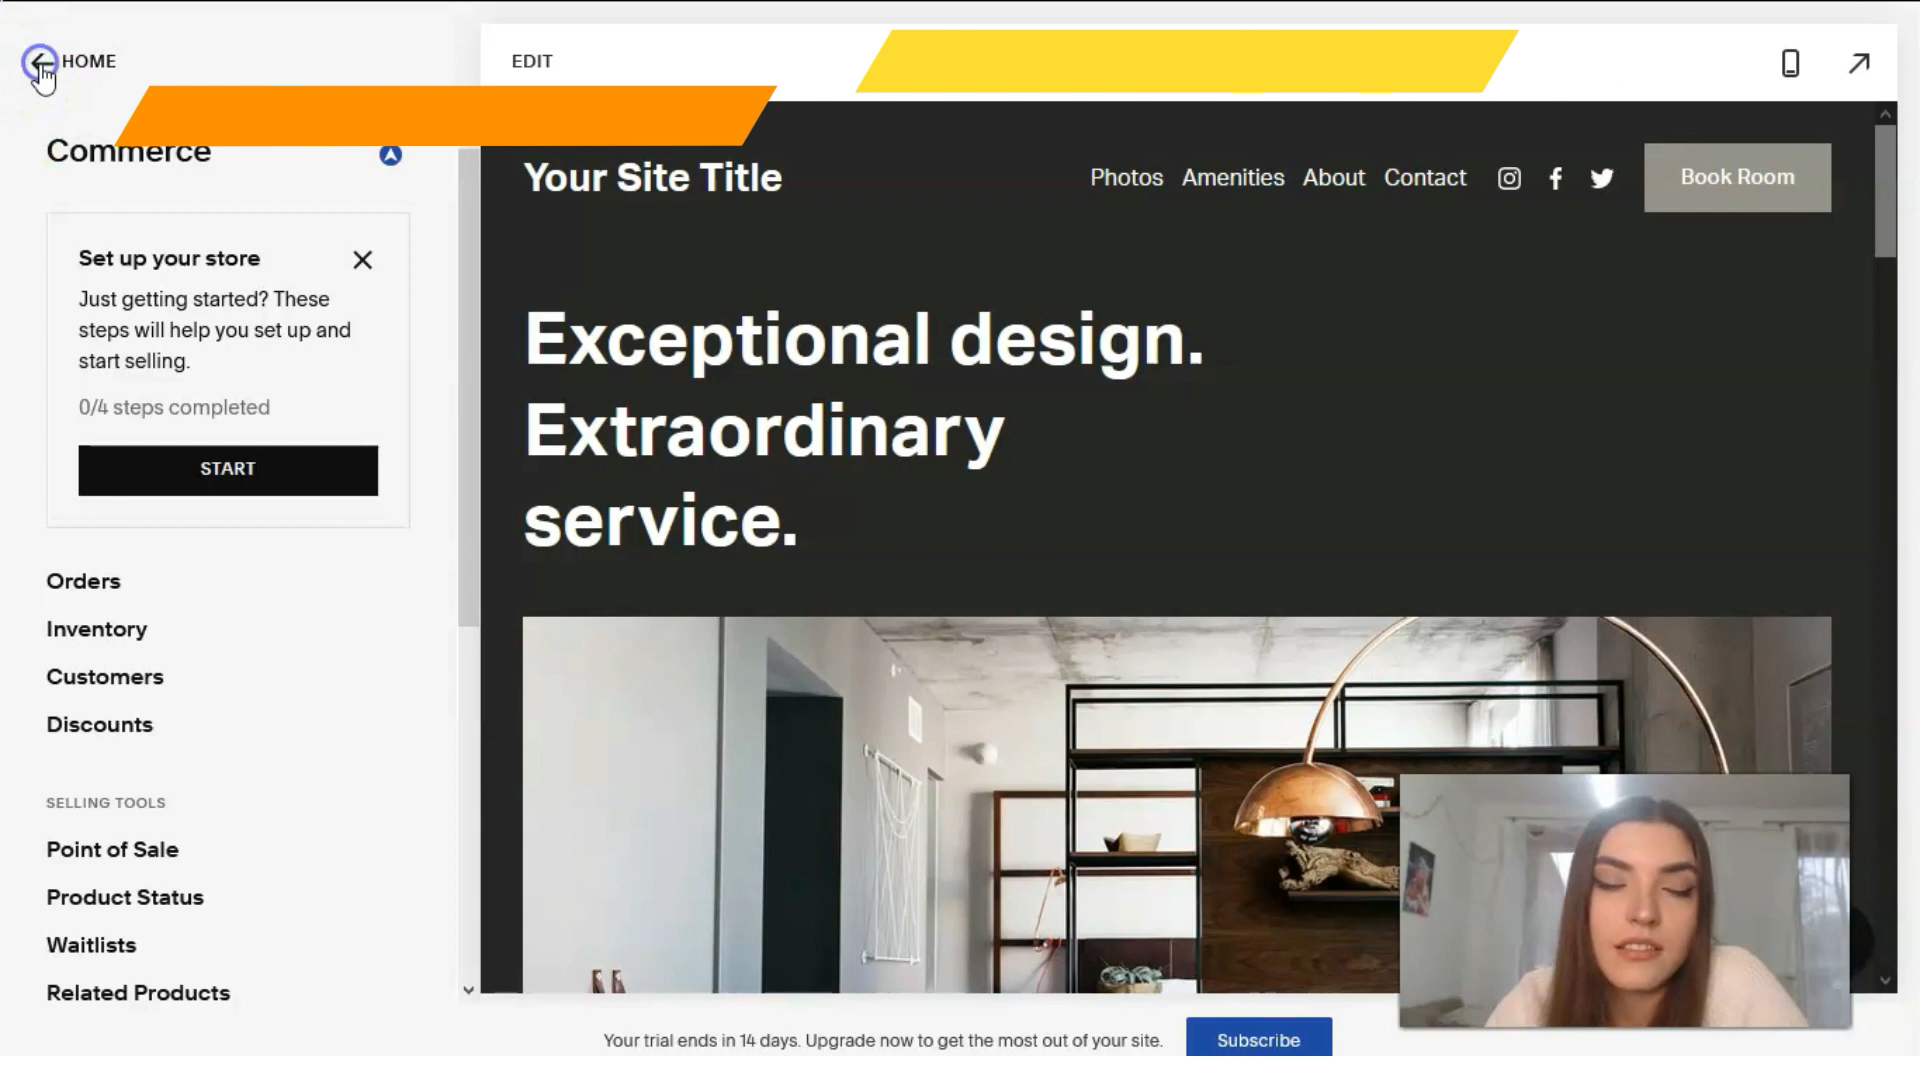 HOME
EDIT
Commerce
Set up your store
Just getting started? These
steps will help you set up and
start selling.
0/4 steps completed
START
Orders
Inventory
Customers
Discounts
SELLING TOOLS
Point of Sale
Product Status
Waitlists
Related Products
Your Site Title
Photos Amenities About Contact
Book Room
Exceptional design.
Extraordinary
service.
Your trial ends in 14 days. Upgrade now to get the most out of your site.
Subscribe